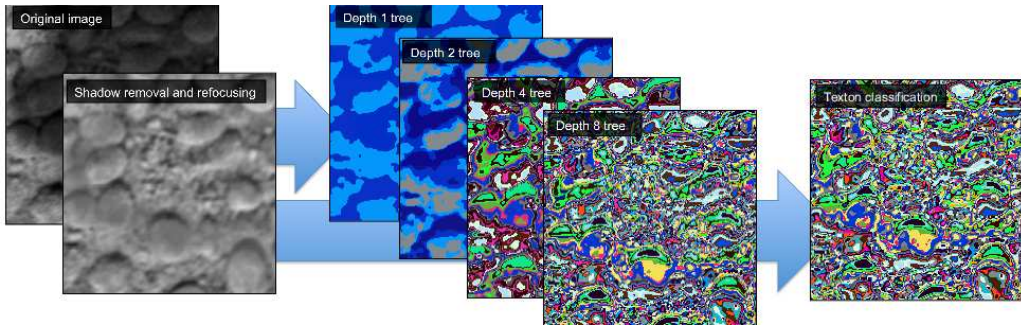 Original image
Shadow removal and refocusing
Depth 1 tree
Depth 2 tree
Depth 4 tree
Depth 8 tree
Texton classification